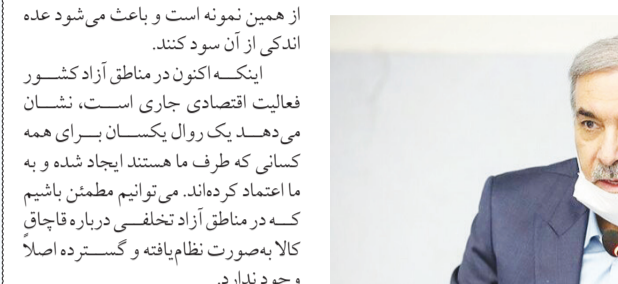 از همین نمونه است و باعث می‌شود عده
اندکی از آن سود کنند.
اینکه اکنون در مناطق آزاد کشور
فعالیت اقتصادی جاری است، نشان
می‌دهد یک روال یکسان برای همه
کسانی که طرف ما هستند ایجاد شده و به
ما اعتماد کرده‌اند. می‌توانیم مطمئن باشیم
که در مناطق آزاد تخلفی درباره قاچاق
کالا به‌صورت نظام‌یافته و گسترده اصلاً
وجود ندارد.